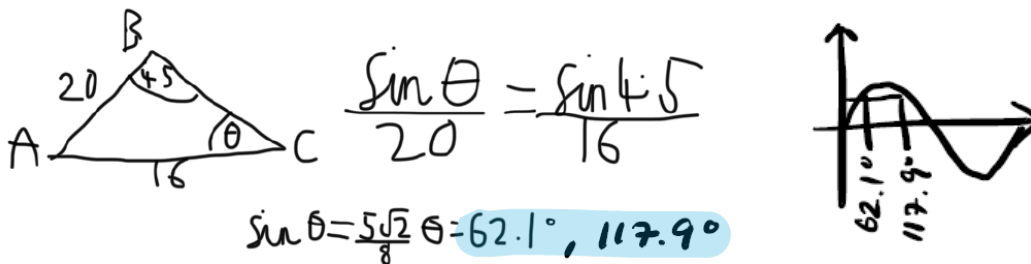 B
20
45
A
θ
C
16
sin θ/20 = sin 45/16
sin θ = 5√2/8 θ = 62.1°, 117.9°
62.1°
117.9°